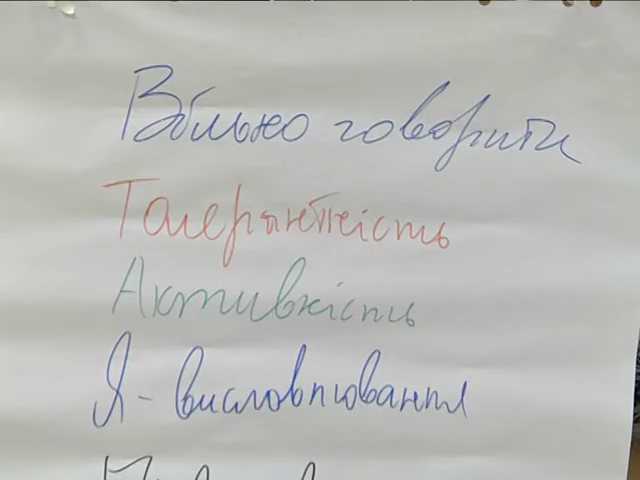 Вільно говорити
Толерантність
Активність
Я - висловлювання